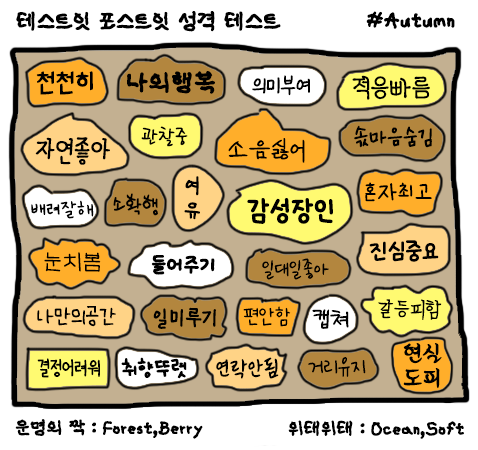 테스트잇 포스트잇 성격 테스트 #Autumn
천천히 나의행복 의미부여 적응빠름
자연좋아 관찰주 소음싫어 솒마음숨김
배려잘해 소확행 여유 감성장인 혼자최고
눈치봄 들어주기 일대일좋아 진심중요
나만의공간 일미루기 편안함 캡쳐 갈등피함
결정어려워 취향뚜렷 연락안됨 거리유지 현실도피
운명의 짝 : Forest,Berry 위태위태 : Ocean,Soft